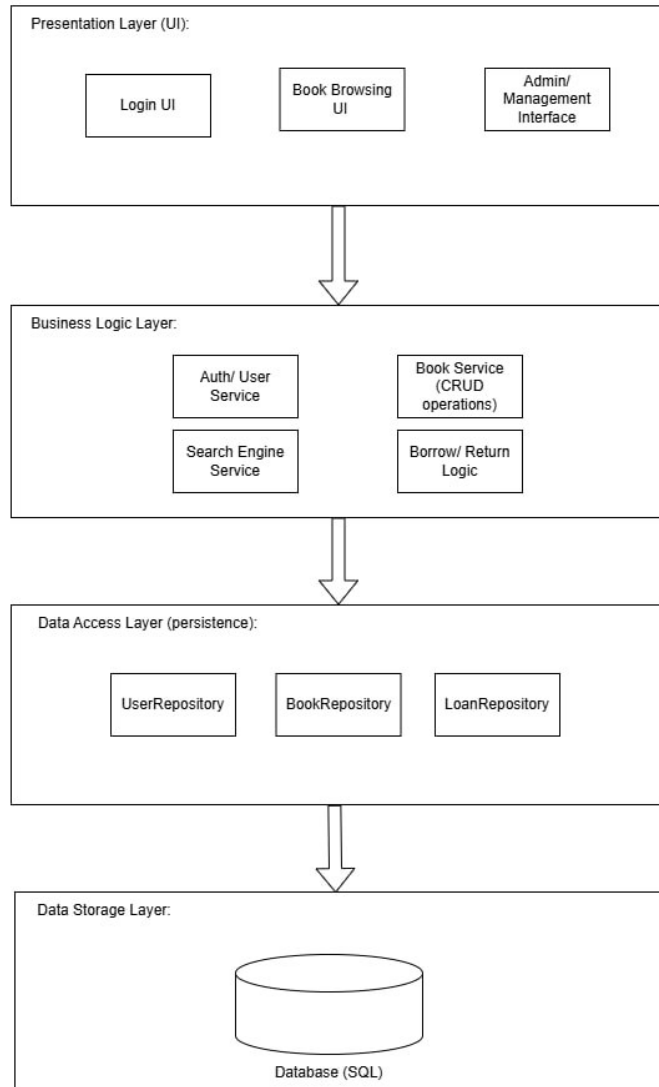 Presentation Layer (UI):
Login UI
Book Browsing
UI
Admin/
Management
Interface
Business Logic Layer:
Auth/ User
Service
Book Service
(CRUD
operations)
Search Engine
Service
Borrow/ Return
Logic
Data Access Layer (persistence):
UserRepository
BookRepository
LoanRepository
Data Storage Layer:
Database (SQL)